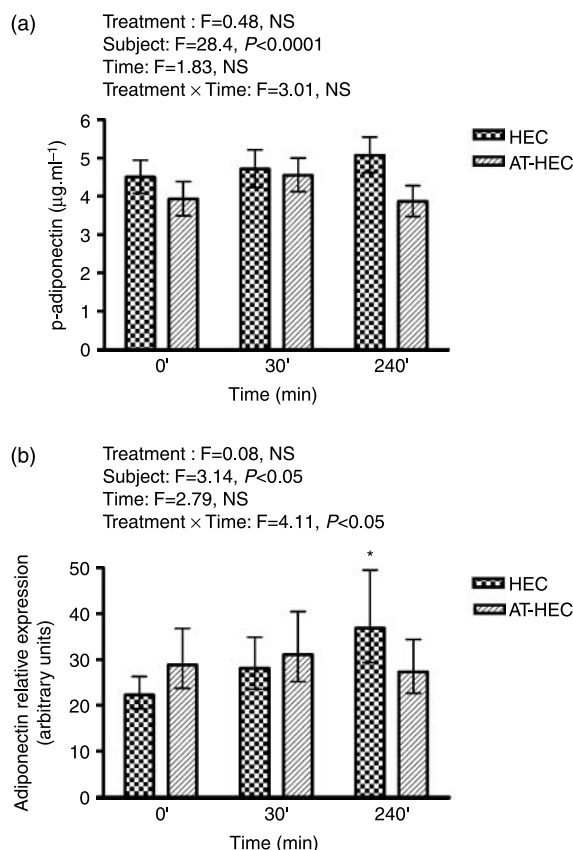 (a)
Treatment : F=0.48, NS
Subject: F=28.4, P<0.0001
Time: F=1.83, NS
Treatment × Time: F=3.01, NS
p-adiponectin (µg.ml⁻¹)
6
5
4
3
2
1
0
HEC
AT-HEC
0' 30' 240'
Time (min)
(b)
Treatment : F=0.08, NS
Subject: F=3.14, P<0.05
Time: F=2.79, NS
Treatment × Time: F=4.11, P<0.05
Adiponectin relative expression
(arbitrary units)
50
40
30
20
10
0
*
HEC
AT-HEC
0' 30' 240'
Time (min)